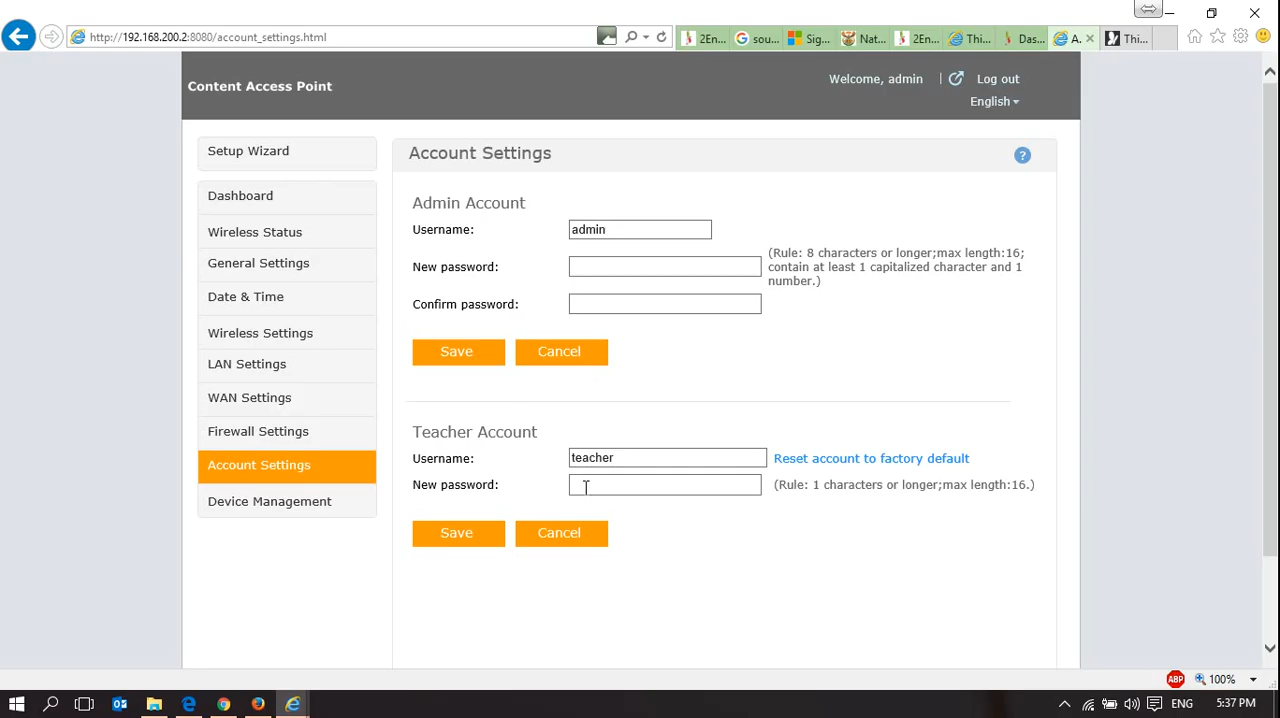 http://192.168.200.2:8080/account_settings.html
2En...
sou...
Sig...
Nat...
2En...
Thi...
Das...
A...
Thi...
Content Access Point
Welcome, admin | Log out
English
Setup Wizard
Dashboard
Wireless Status
General Settings
Date & Time
Wireless Settings
LAN Settings
WAN Settings
Firewall Settings
Account Settings
Device Management
Account Settings
?
Admin Account
Username: admin
New password: (Rule: 8 characters or longer;max length:16;
contain at least 1 capitalized character and 1
number.)
Confirm password:
Save Cancel
Teacher Account
Username: teacher Reset account to factory default
New password: (Rule: 1 characters or longer;max length:16.)
Save Cancel
ABP 100%
ENG 5:37 PM